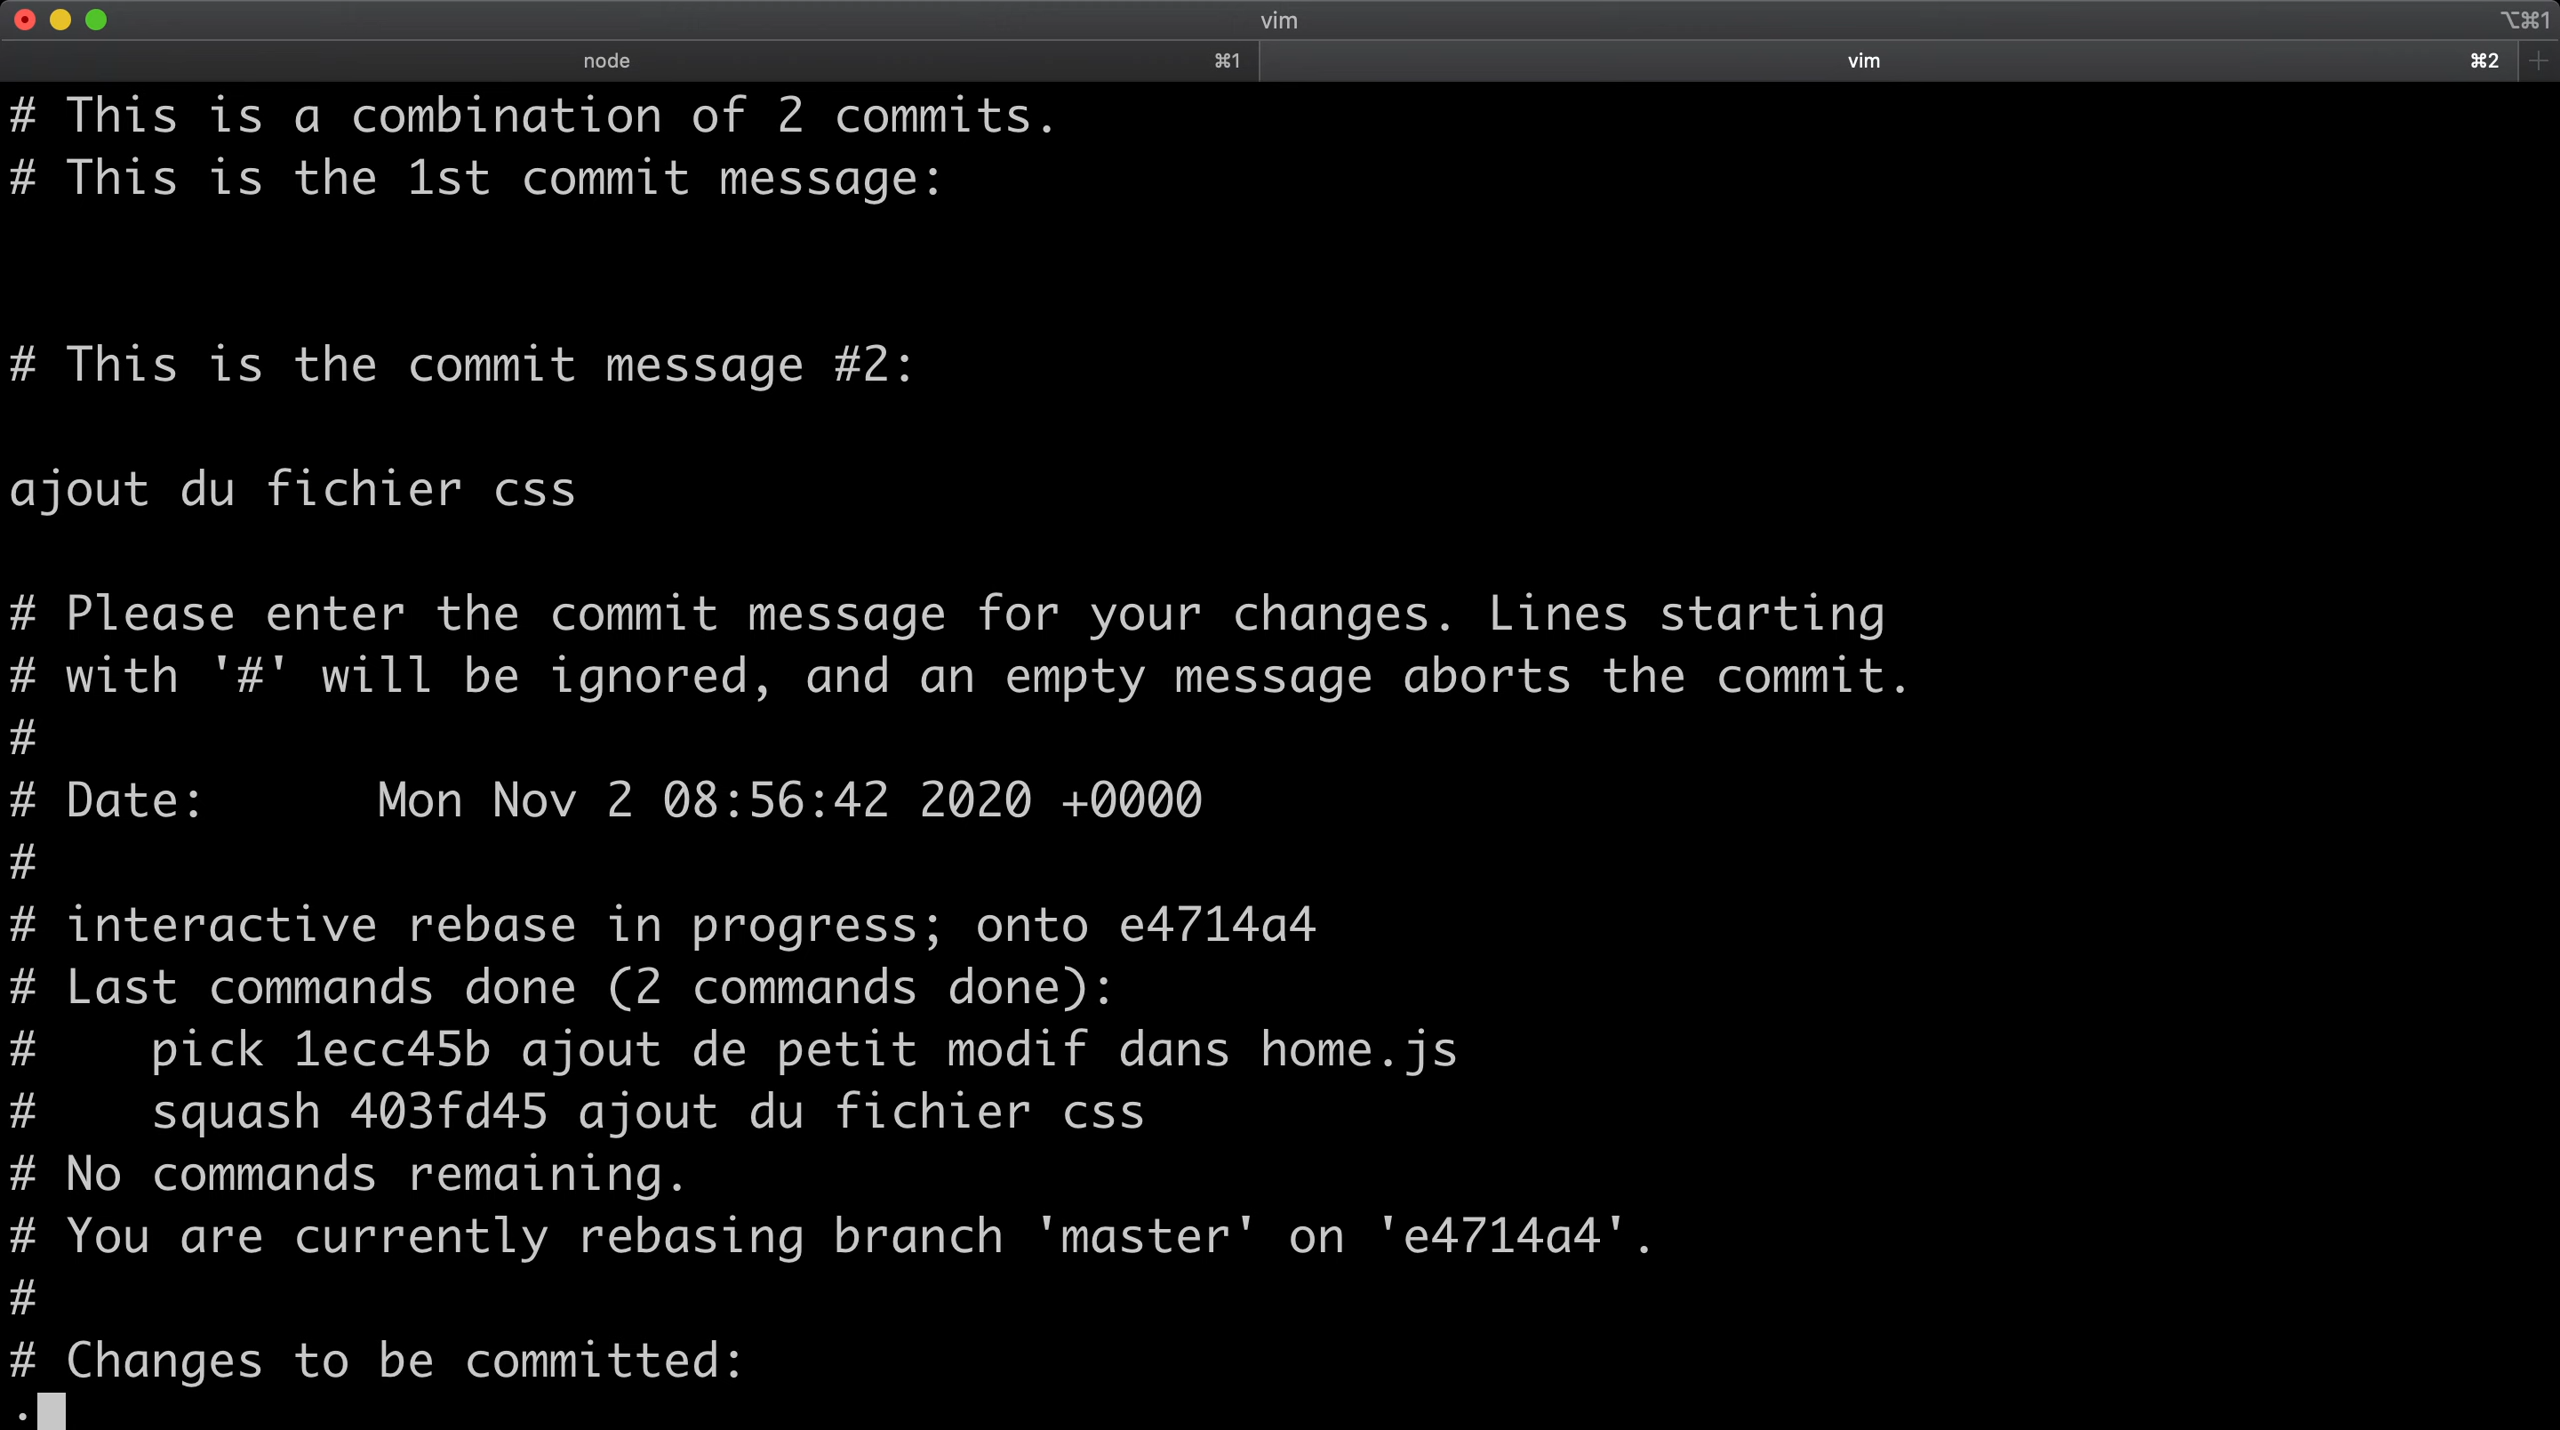 vim
⌥⌘1
node ⌘1 vim ⌘2 +
# This is a combination of 2 commits.
# This is the 1st commit message:
# This is the commit message #2:
ajout du fichier css
# Please enter the commit message for your changes. Lines starting
# with '#' will be ignored, and an empty message aborts the commit.
#
# Date:      Mon Nov 2 08:56:42 2020 +0000
#
# interactive rebase in progress; onto e4714a4
# Last commands done (2 commands done):
#    pick 1ecc45b ajout de petit modif dans home.js
#    squash 403fd45 ajout du fichier css
# No commands remaining.
# You are currently rebasing branch 'master' on 'e4714a4'.
#
# Changes to be committed: